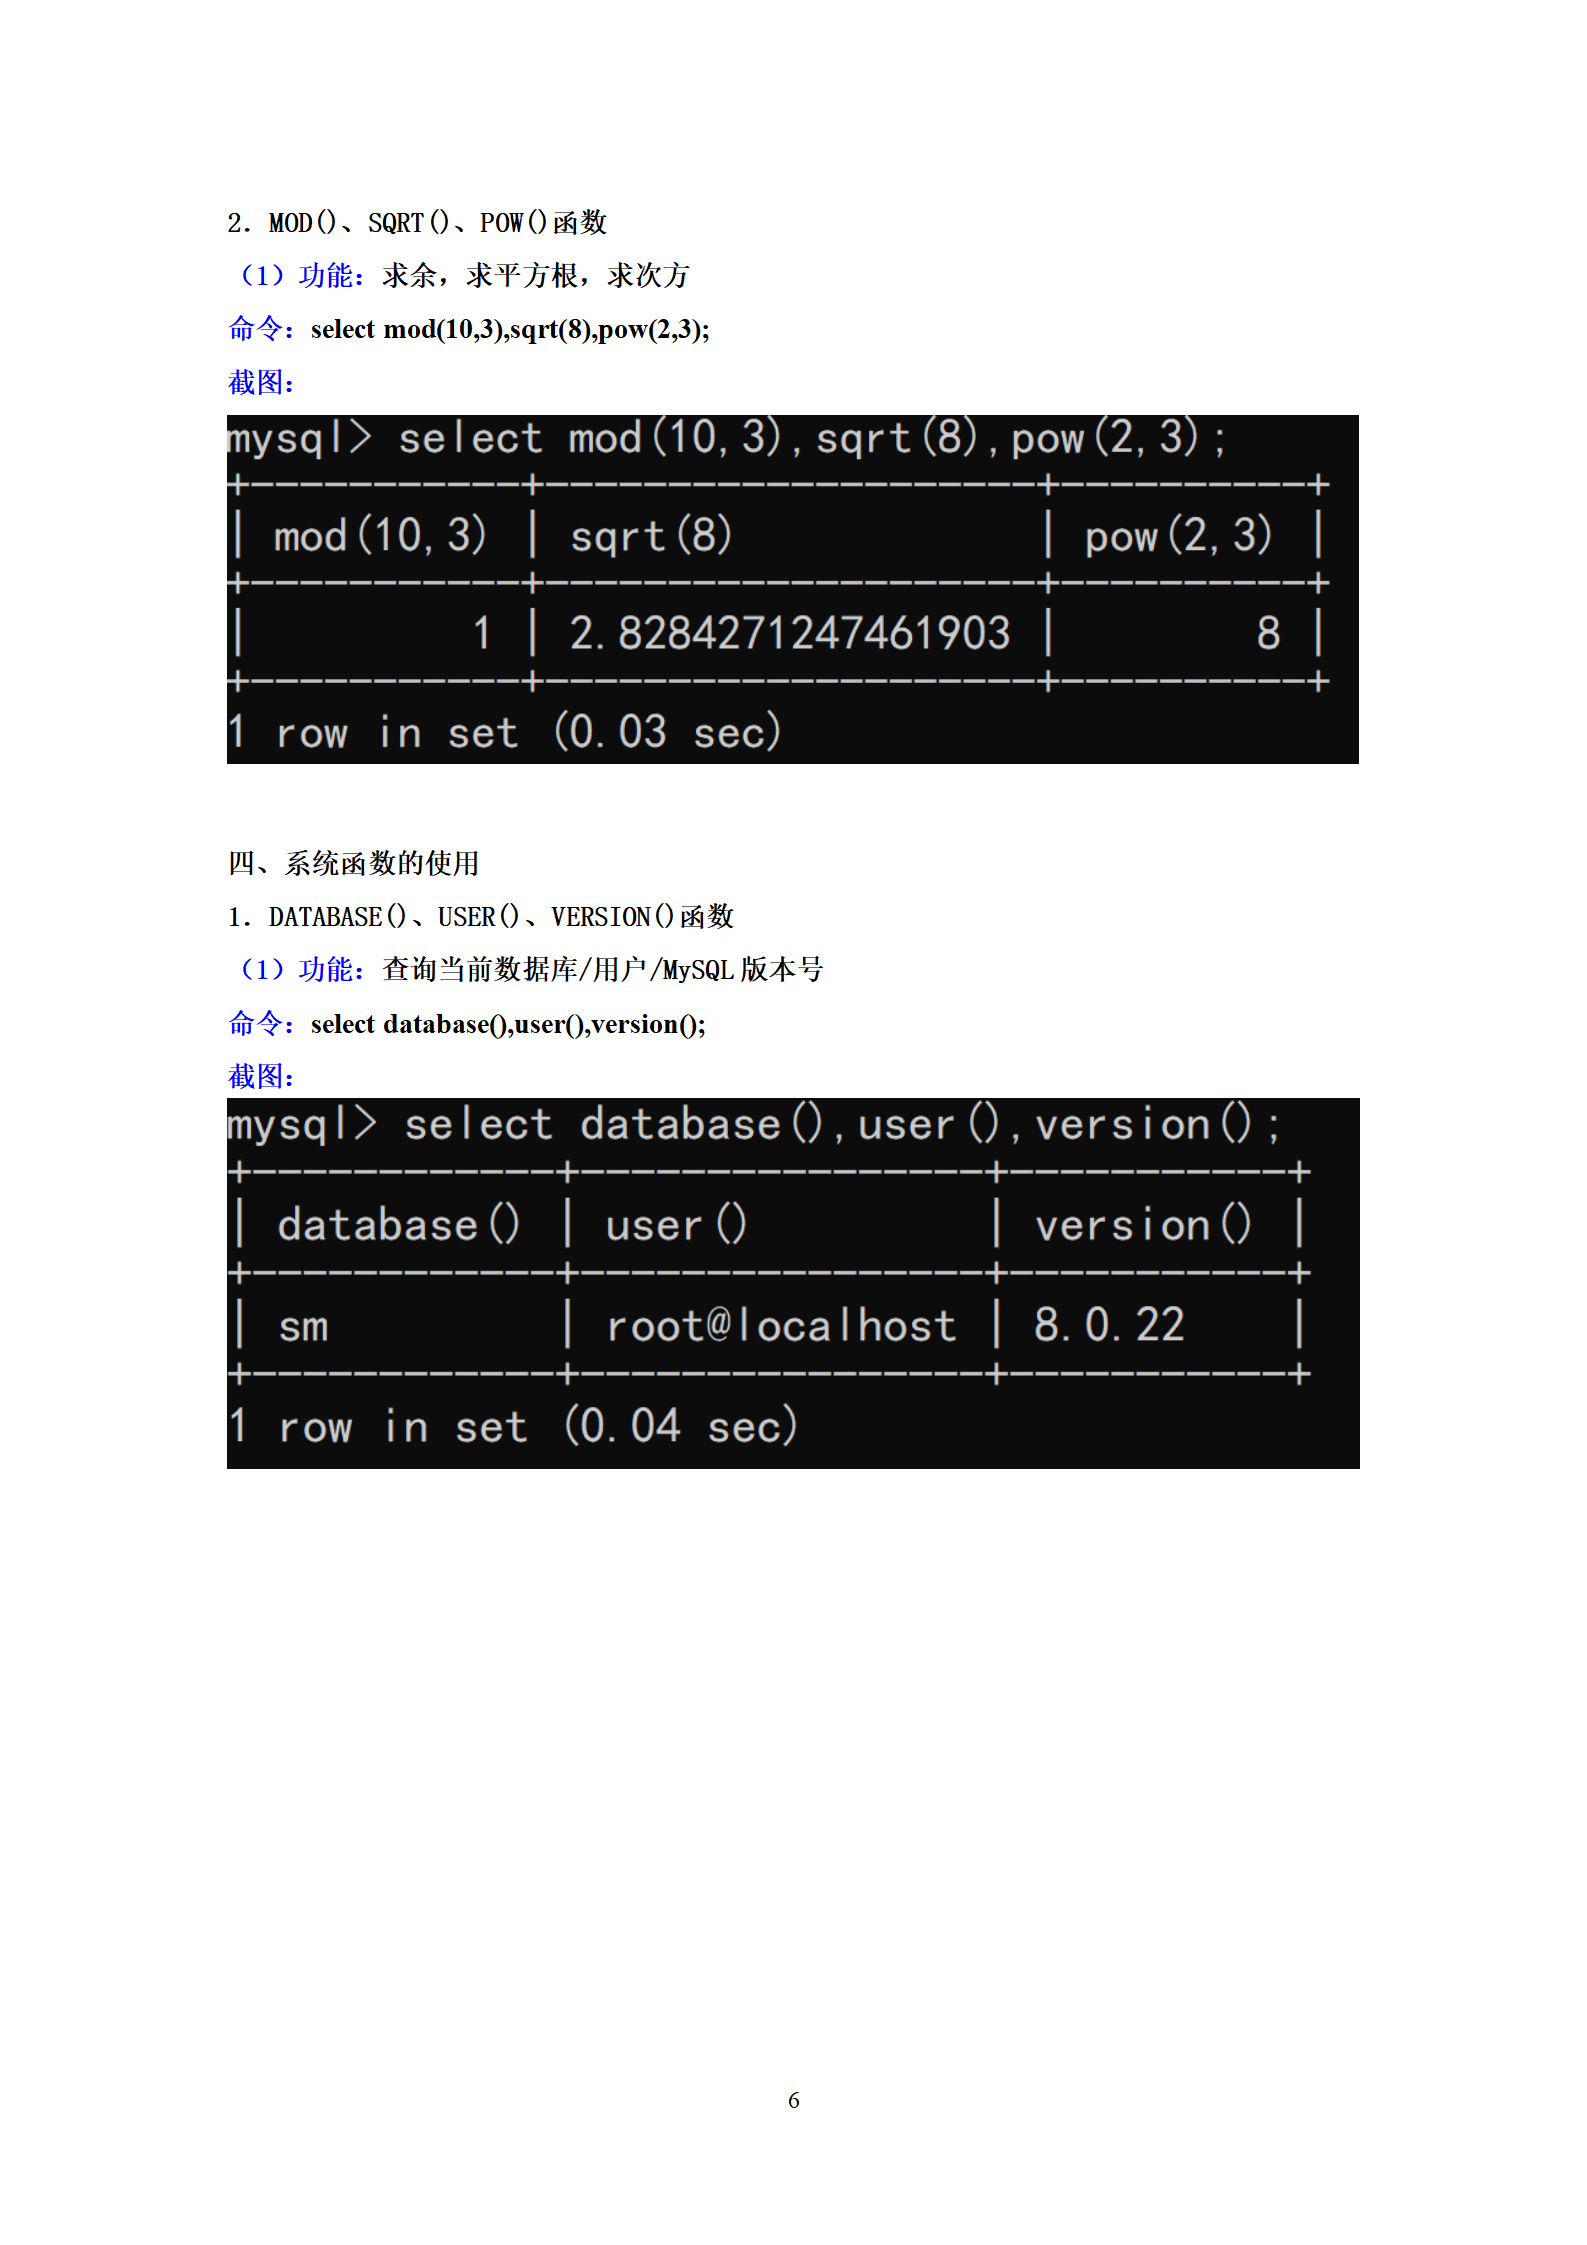 2. MOD()、SQRT()、POW()函数
（1）功能：求余，求平方根，求次方
命令：select mod(10,3),sqrt(8),pow(2,3);
截图：
mysql> select mod(10,3),sqrt(8),pow(2,3);
+-----------+--------------------+----------+
| mod(10,3) | sqrt(8)            | pow(2,3) |
+-----------+--------------------+----------+
|         1 | 2.8284271247461903 |        8 |
+-----------+--------------------+----------+
1 row in set (0.03 sec)
四、系统函数的使用
1. DATABASE()、USER()、VERSION()函数
（1）功能：查询当前数据库/用户/MySQL 版本号
命令：select database(),user(),version();
截图：
mysql> select database(),user(),version();
+------------+----------------+-----------+
| database() | user()         | version() |
+------------+----------------+-----------+
| sm         | root@localhost | 8.0.22    |
+------------+----------------+-----------+
1 row in set (0.04 sec)
6